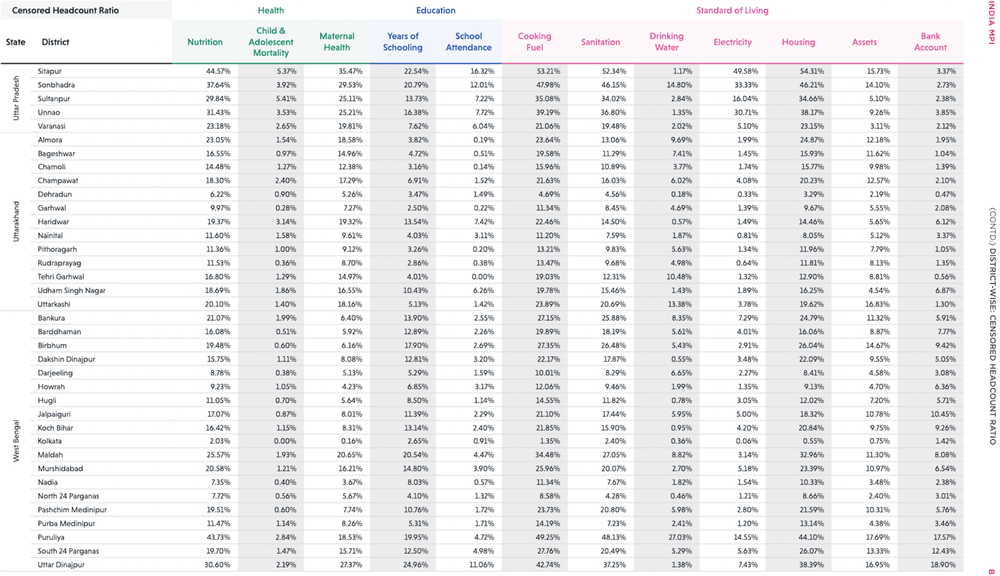 Censored Headcount Ratio Health Education Standard of Living
State District Nutrition Child & Adolescent Mortality Maternal Health Years of Schooling School Attendance Cooking Fuel Sanitation Drinking Water Electricity Housing Assets Bank Account
Uttar Pradesh
Sitapur 44.57% 5.37% 35.47% 22.54% 16.32% 53.21% 52.34% 1.17% 49.58% 54.31% 15.73% 3.37%
Sonbhadra 37.64% 3.92% 29.53% 20.79% 12.01% 47.98% 46.15% 14.80% 33.33% 46.21% 14.10% 2.73%
Sultanpur 29.84% 5.41% 25.11% 13.73% 7.22% 35.08% 34.02% 2.84% 16.04% 34.66% 5.10% 2.38%
Unnao 31.43% 3.53% 25.21% 16.38% 7.72% 39.19% 36.80% 1.35% 30.71% 38.17% 9.26% 3.85%
Varanasi 23.18% 2.65% 19.81% 7.62% 6.04% 21.06% 19.48% 2.02% 5.10% 23.15% 3.11% 2.12%
Uttarakhand
Almora 23.05% 1.54% 18.58% 3.82% 0.19% 23.64% 13.06% 9.69% 1.99% 24.87% 12.18% 1.95%
Bageshwar 16.55% 0.97% 14.96% 4.72% 0.51% 19.58% 11.29% 7.41% 1.45% 15.93% 11.62% 1.04%
Chamoli 14.48% 1.27% 12.38% 3.16% 0.14% 15.96% 10.89% 3.77% 1.74% 15.77% 9.98% 1.39%
Champawat 18.30% 2.40% 17.29% 6.91% 1.52% 21.63% 16.03% 6.02% 4.08% 20.23% 12.57% 2.10%
Dehradun 6.22% 0.90% 5.26% 3.47% 1.49% 4.69% 4.56% 0.18% 0.33% 3.29% 2.19% 0.47%
Garhwal 9.97% 0.28% 7.27% 2.50% 0.22% 11.34% 8.45% 4.69% 1.39% 9.67% 5.55% 2.08%
Haridwar 19.37% 3.14% 19.32% 13.54% 7.42% 22.46% 14.50% 0.57% 1.49% 14.46% 5.65% 6.12%
Nainital 11.60% 1.58% 9.61% 4.03% 3.11% 11.20% 7.59% 1.87% 0.81% 8.05% 5.12% 3.37%
Pithoragarh 11.36% 1.00% 9.12% 3.26% 0.20% 13.21% 9.83% 5.63% 1.34% 11.96% 7.79% 1.05%
Rudraprayag 11.53% 0.36% 8.70% 2.86% 0.38% 13.47% 9.68% 4.98% 0.64% 11.81% 8.13% 1.35%
Tehri Garhwal 16.80% 1.29% 14.97% 4.01% 0.00% 19.03% 12.31% 10.48% 1.32% 12.90% 8.81% 0.56%
Udham Singh Nagar 18.69% 1.86% 16.55% 10.43% 6.26% 19.78% 15.46% 1.43% 1.89% 16.25% 4.54% 6.87%
Uttarkashi 20.10% 1.40% 18.16% 5.13% 1.42% 23.89% 20.69% 13.38% 3.78% 19.62% 16.83% 1.30%
West Bengal
Bankura 21.07% 1.99% 6.40% 13.90% 2.55% 27.15% 25.88% 8.35% 7.29% 24.79% 11.32% 5.91%
Barddhaman 16.08% 0.51% 5.92% 12.89% 2.26% 19.89% 18.19% 5.61% 4.01% 16.06% 8.87% 7.77%
Birbhum 19.48% 0.60% 6.16% 17.90% 2.69% 27.35% 26.48% 5.43% 2.91% 26.04% 14.67% 9.42%
Dakshin Dinajpur 15.75% 1.11% 8.08% 12.81% 3.20% 22.17% 17.87% 0.55% 3.48% 22.09% 9.55% 5.05%
Darjeeling 8.78% 0.38% 5.13% 5.29% 1.59% 10.01% 8.29% 6.65% 2.27% 8.41% 4.58% 3.08%
Howrah 9.23% 1.05% 4.23% 6.85% 3.17% 12.06% 9.46% 1.99% 1.35% 9.13% 4.70% 6.36%
Hugli 11.05% 0.70% 5.64% 8.50% 1.14% 14.55% 11.82% 0.78% 3.05% 12.02% 7.20% 5.71%
Jalpaiguri 17.07% 0.87% 8.01% 11.39% 2.29% 21.10% 17.44% 5.95% 5.00% 18.32% 10.78% 10.45%
Koch Bihar 16.42% 1.15% 8.31% 13.14% 2.40% 21.85% 15.90% 0.95% 4.20% 20.84% 9.75% 9.26%
Kolkata 2.03% 0.00% 0.16% 2.65% 0.91% 1.35% 2.40% 0.36% 0.06% 0.55% 0.75% 1.42%
Maldah 25.57% 1.93% 20.65% 20.54% 4.47% 34.48% 27.05% 8.82% 3.14% 32.96% 11.30% 8.08%
Murshidabad 20.58% 1.21% 16.21% 14.80% 3.90% 25.96% 20.07% 2.70% 5.18% 23.39% 10.97% 6.54%
Nadia 7.35% 0.40% 3.67% 8.03% 0.57% 11.34% 7.67% 1.82% 1.54% 10.33% 3.48% 2.38%
North 24 Parganas 7.72% 0.56% 5.67% 4.10% 1.32% 8.58% 4.28% 0.46% 1.21% 8.66% 2.40% 3.01%
Pashchim Medinipur 19.51% 0.60% 7.74% 10.76% 1.72% 23.73% 20.80% 5.98% 2.80% 21.59% 10.31% 5.76%
Purba Medinipur 11.47% 1.14% 8.26% 5.31% 1.71% 14.19% 7.23% 2.41% 1.20% 13.14% 4.38% 3.46%
Puruliya 43.73% 2.84% 18.53% 19.95% 4.72% 49.25% 48.13% 27.03% 14.55% 44.10% 17.69% 17.57%
South 24 Parganas 19.70% 1.47% 15.71% 12.50% 4.98% 27.76% 20.49% 5.29% 5.63% 26.07% 13.33% 12.43%
Uttar Dinajpur 30.60% 2.19% 27.37% 24.96% 11.06% 42.74% 37.25% 1.38% 7.43% 38.39% 16.95% 18.90%
INDIA MPI
(CONTD.) DISTRICT-WISE: CENSORED HEADCOUNT RATIO
B.